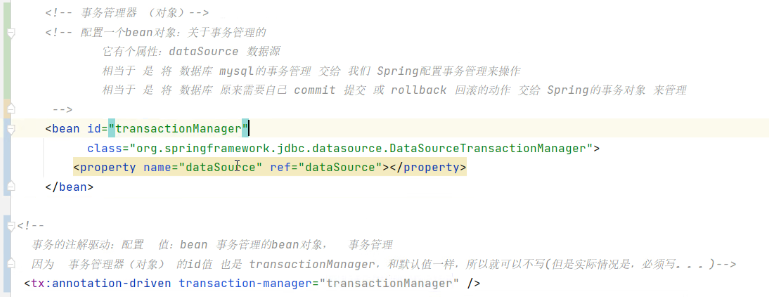 <!-- 事务管理器 （对象）-->
<!-- 配置一个bean对象：关于事务管理的
它有个属性：dataSource 数据源
相当于 是 将 数据库 mysql的事务管理 交给 我们 Spring配置事务管理来操作
相当于 是 将 数据库 原来需要自己 commit 提交 或 rollback 回滚的动作 交给 Spring的事务对象 来管理
-->
<bean id="transactionManager"
class="org.springframework.jdbc.datasource.DataSourceTransactionManager">
<property name="dataSource" ref="dataSource"></property>
</bean>
<!--
事务的注解驱动：配置 值：bean 事务管理的bean对象， 事务管理
因为 事务管理器（对象） 的id值 也是 transactionManager，和默认值一样，所以就可以不写(但是实际情况是，必须写...)-->
<tx:annotation-driven transaction-manager="transactionManager" />